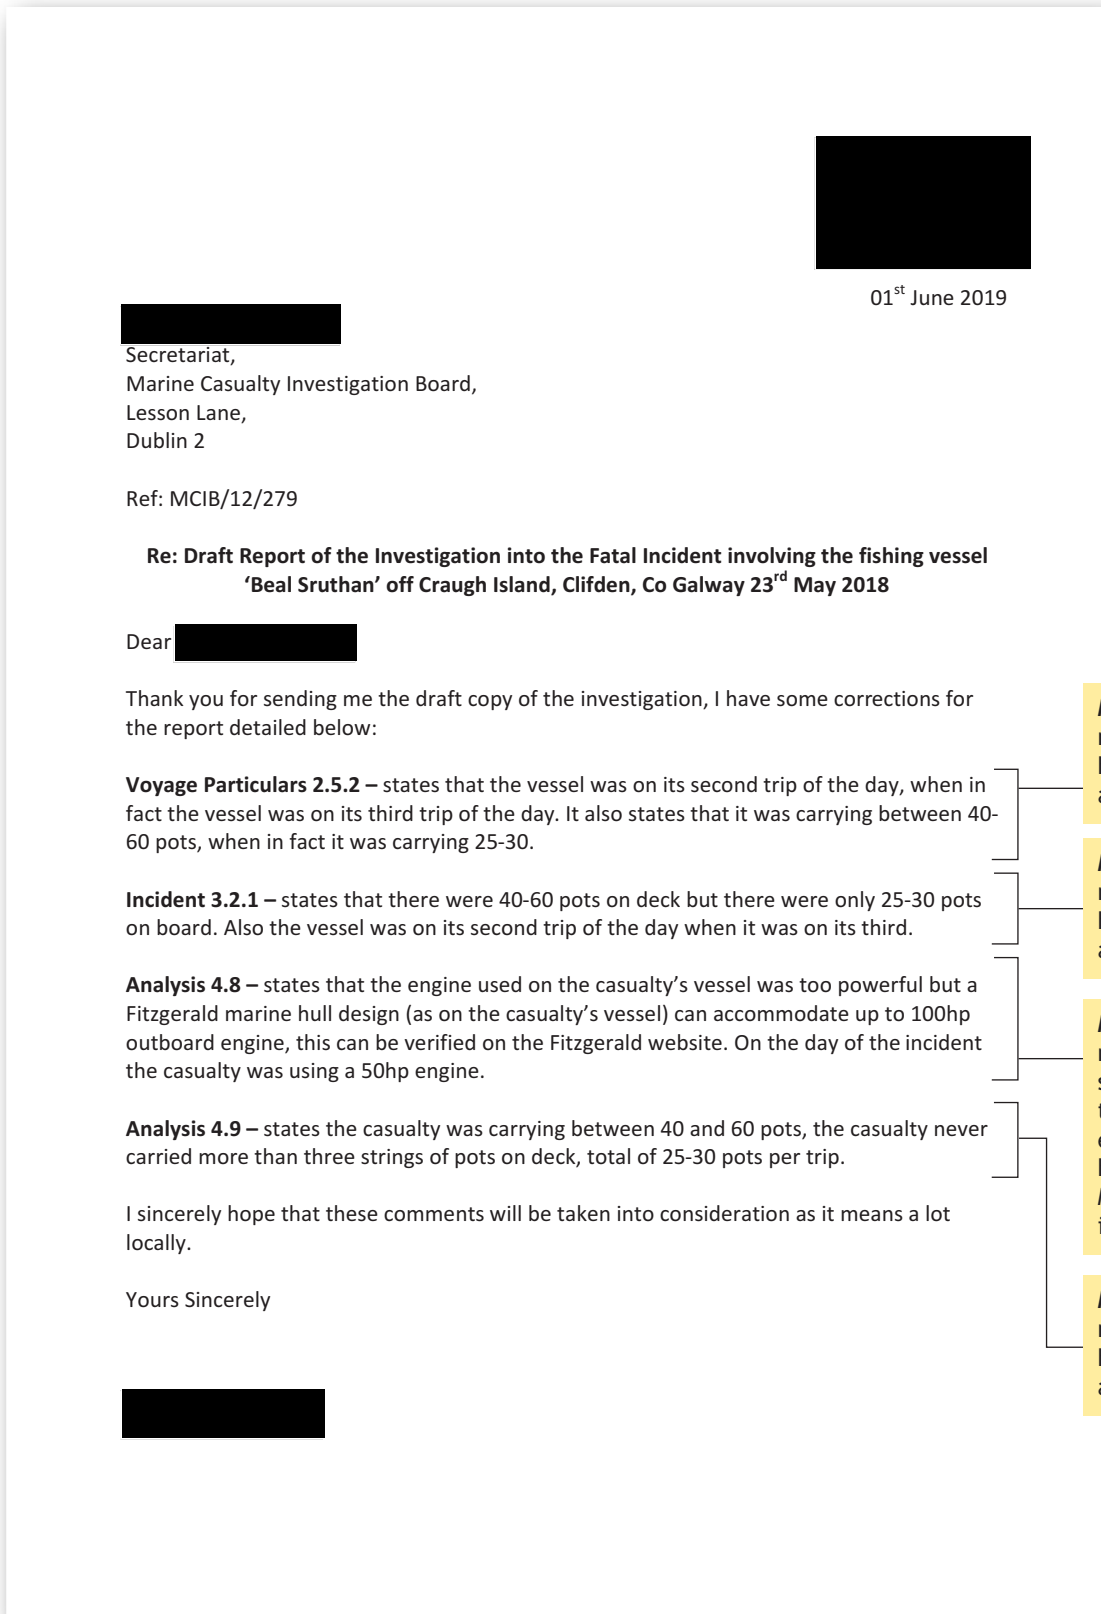 01st June 2019
Secretariat,
Marine Casualty Investigation Board,
Lesson Lane,
Dublin 2
Ref: MCIB/12/279
Re: Draft Report of the Investigation into the Fatal Incident involving the fishing vessel
‘Beal Sruthan’ off Craugh Island, Clifden, Co Galway 23rd May 2018
Dear
Thank you for sending me the draft copy of the investigation, I have some corrections for
the report detailed below:
Voyage Particulars 2.5.2 – states that the vessel was on its second trip of the day, when in
fact the vessel was on its third trip of the day. It also states that it was carrying between 40-
60 pots, when in fact it was carrying 25-30.
Incident 3.2.1 – states that there were 40-60 pots on deck but there were only 25-30 pots
on board. Also the vessel was on its second trip of the day when it was on its third.
Analysis 4.8 – states that the engine used on the casualty’s vessel was too powerful but a
Fitzgerald marine hull design (as on the casualty’s vessel) can accommodate up to 100hp
outboard engine, this can be verified on the Fitzgerald website. On the day of the incident
the casualty was using a 50hp engine.
Analysis 4.9 – states the casualty was carrying between 40 and 60 pots, the casualty never
carried more than three strings of pots on deck, total of 25-30 pots per trip.
I sincerely hope that these comments will be taken into consideration as it means a lot
locally.
Yours Sincerely